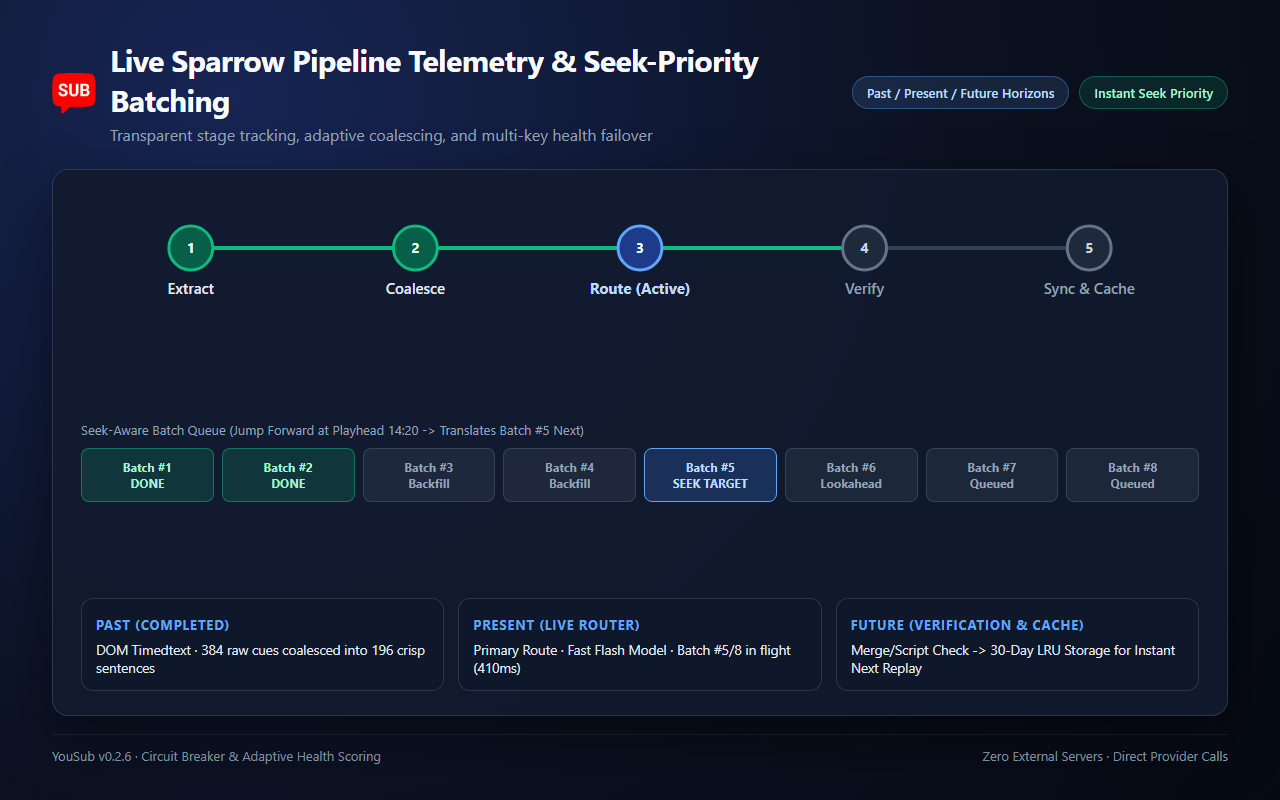 SUB
Live Sparrow Pipeline Telemetry & Seek-Priority
Batching
Transparent stage tracking, adaptive coalescing, and multi-key health failover
Past / Present / Future Horizons
Instant Seek Priority
1
2
3
4
5
Extract
Coalesce
Route (Active)
Verify
Sync & Cache
Seek-Aware Batch Queue (Jump Forward at Playhead 14:20 -> Translates Batch #5 Next)
Batch #1
DONE
Batch #2
DONE
Batch #3
Backfill
Batch #4
Backfill
Batch #5
SEEK TARGET
Batch #6
Lookahead
Batch #7
Queued
Batch #8
Queued
PAST (COMPLETED)
DOM Timedtext · 384 raw cues coalesced into 196 crisp
sentences
PRESENT (LIVE ROUTER)
Primary Route · Fast Flash Model · Batch #5/8 in flight
(410ms)
FUTURE (VERIFICATION & CACHE)
Merge/Script Check -> 30-Day LRU Storage for Instant
Next Replay
YouSub v0.2.6 · Circuit Breaker & Adaptive Health Scoring
Zero External Servers · Direct Provider Calls